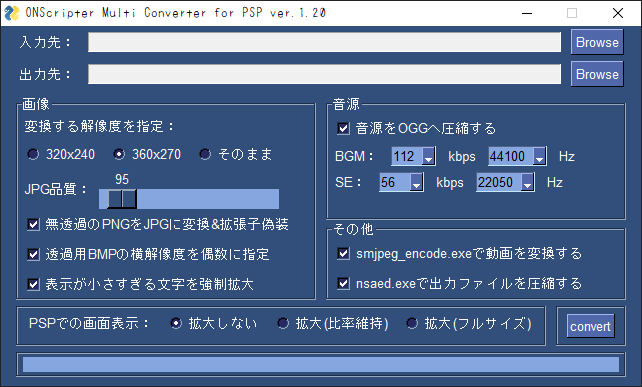 ONScripter Multi Converter for PSP ver.1.20
入力先： Browse
出力先： Browse
画像
変換する解像度を指定：
320x240 360x270 そのまま
95
JPG品質：
無透過のPNGをJPGに変換&拡張子偽装
透過用BMPの横解像度を偶数に指定
表示が小さすぎる文字を強制拡大
音源
音源をOGGへ圧縮する
BGM： 112 kbps 44100 Hz
SE： 56 kbps 22050 Hz
その他
smjpeg_encode.exeで動画を変換する
nsaed.exeで出力ファイルを圧縮する
PSPでの画面表示： 拡大しない 拡大(比率維持) 拡大(フルサイズ)
convert